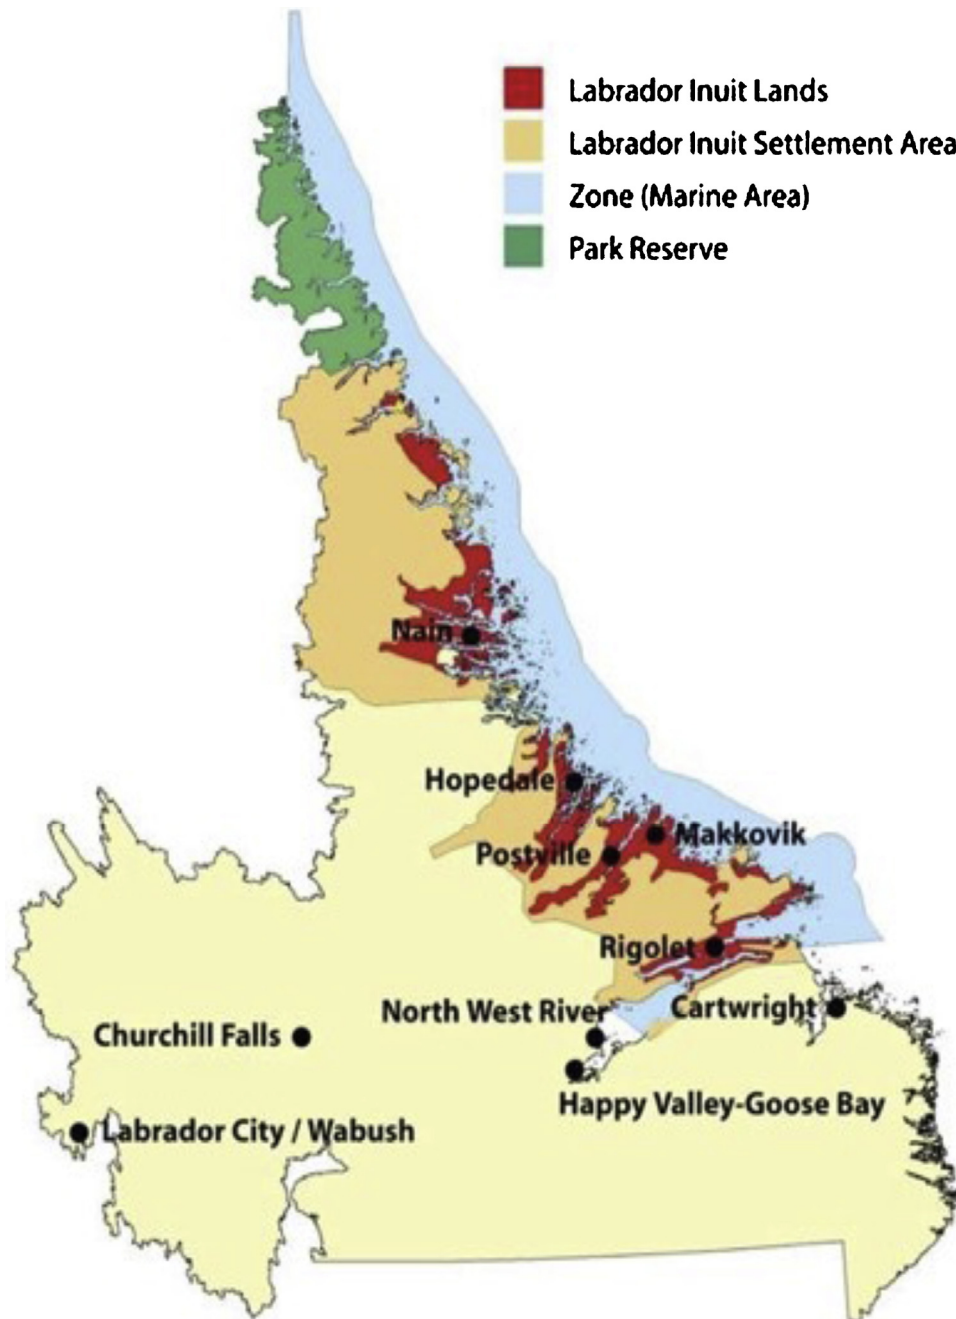 Labrador Inuit Lands
Labrador Inuit Settlement Area
Zone (Marine Area)
Park Reserve
Nain
Hopedale
Makkovik
Postville
Rigolet
North West River
Cartwright
Churchill Falls
Happy Valley-Goose Bay
Labrador City / Wabush